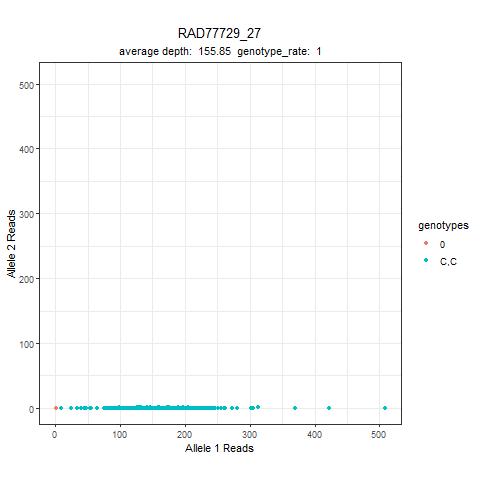 RAD77729_27
average depth: 155.85 genotype_rate: 1
500
400
300
200
100
0
Allele 2 Reads
0 100 200 300 400 500
Allele 1 Reads
genotypes
0
C,C